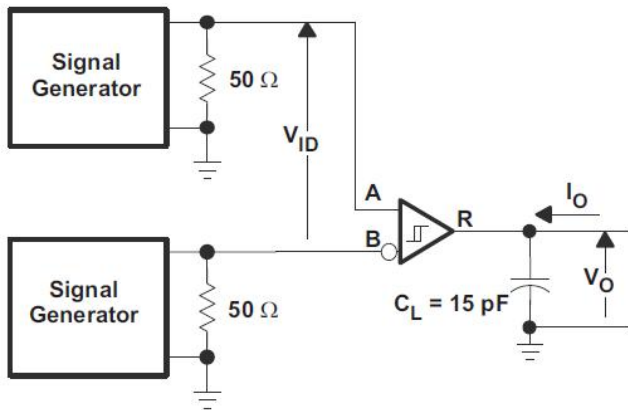 Signal
Generator
50 Ω
V_ID
A
B
R
I_O
Signal
Generator
50 Ω
C_L = 15 pF
V_O